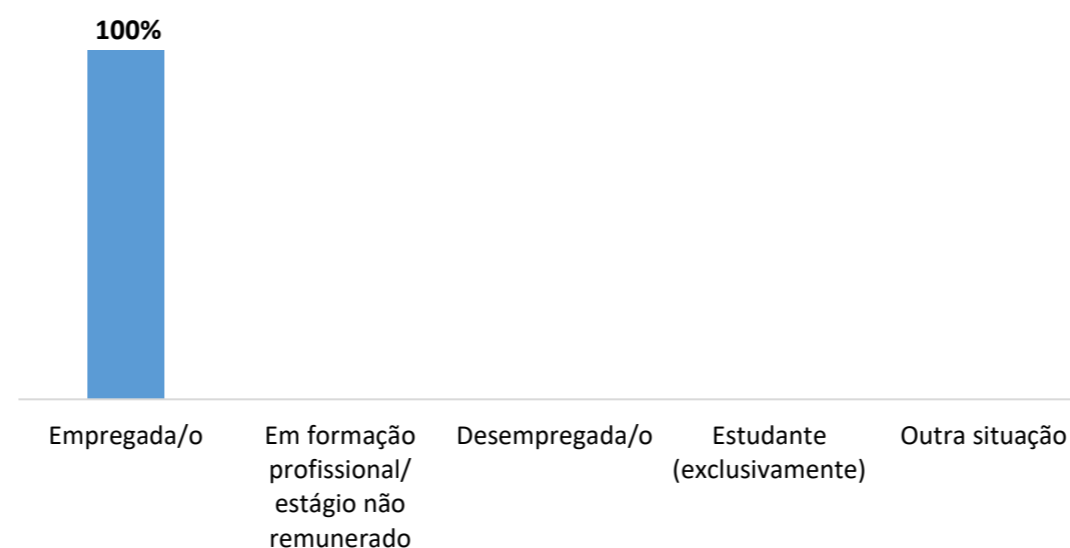 100%
Empregada/o
Em formação
profissional/
estágio não
remunerado
Desempregada/o
Estudante
(exclusivamente)
Outra situação